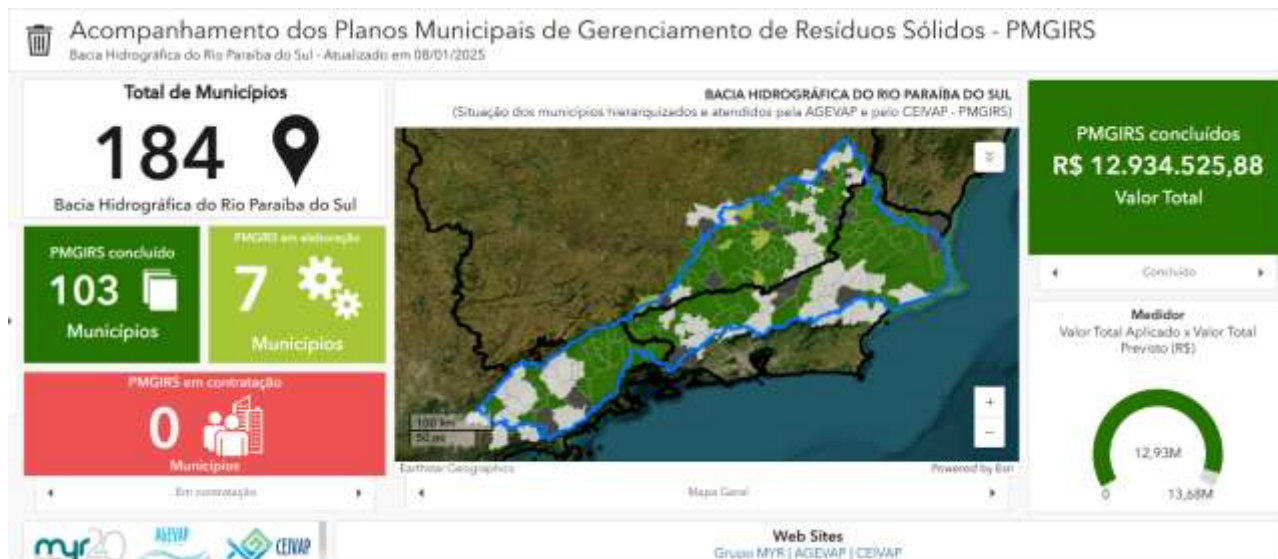 Acompanhamento dos Planos Municipais de Gerenciamento de Resíduos Sólidos - PMGIRS
Bacia Hidrográfica do Rio Paraíba do Sul - Atualizado em 08/01/2025
Total de Municípios
184
Bacia Hidrográfica do Rio Paraíba do Sul
PMGIRS concluído
103
Municípios
PMGIRS em elaboração
7
Municípios
PMGIRS em contratação
0
Municípios
Em contratação
BACIA HIDROGRÁFICA DO RIO PARAÍBA DO SUL
(Situação dos municípios hierarquizados e atendidos pela AGEVAP e pelo CEIVAP - PMGIRS)
+
−
100 km
50 mi
Earthstar Geographics
Powered by Esri
Mapa Geral
PMGIRS concluídos
R$ 12.934.525,88
Valor Total
Concluído
Medidor
Valor Total Aplicado x Valor Total
Previsto (R$)
12,93M
0
13,68M
myr20
AGEVAP
CEIVAP
Web Sites
Grupo MYR | AGEVAP | CEIVAP